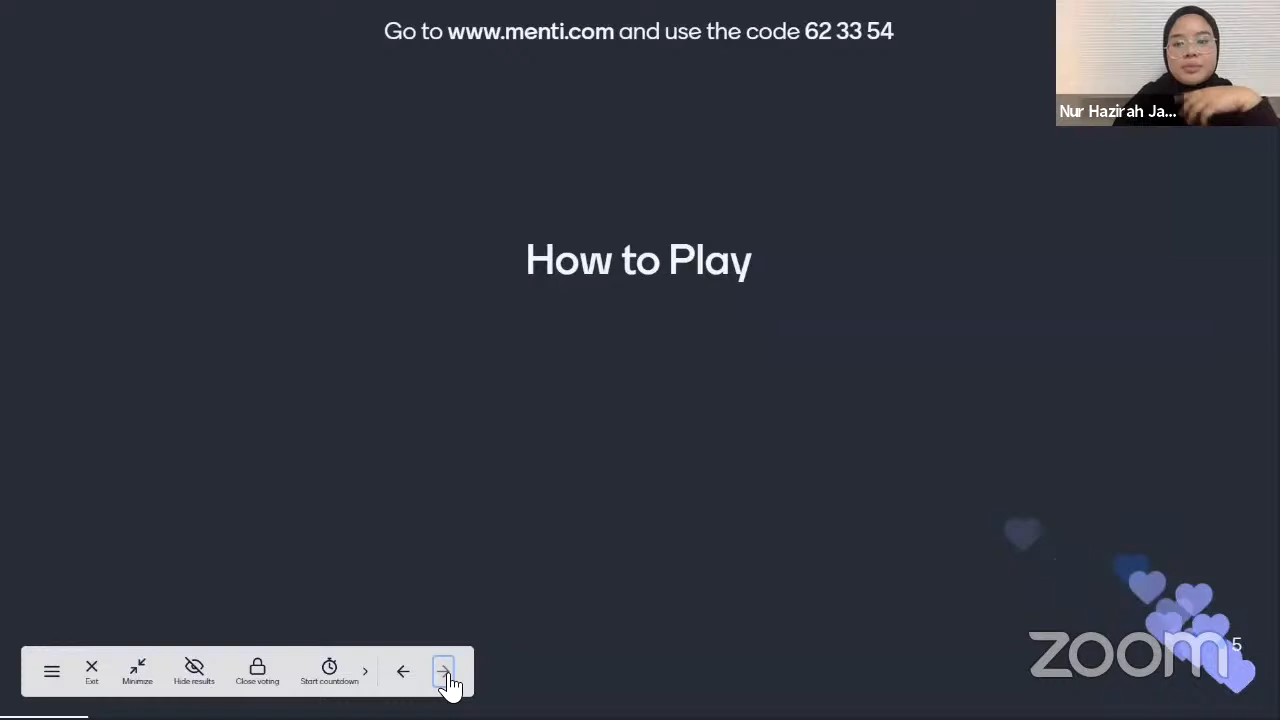 Go to www.menti.com and use the code 62 33 54
Nur Hazirah Ja...
How to Play
5
zoom
Exit
Minimize
Hide results
Close voting
Start countdown